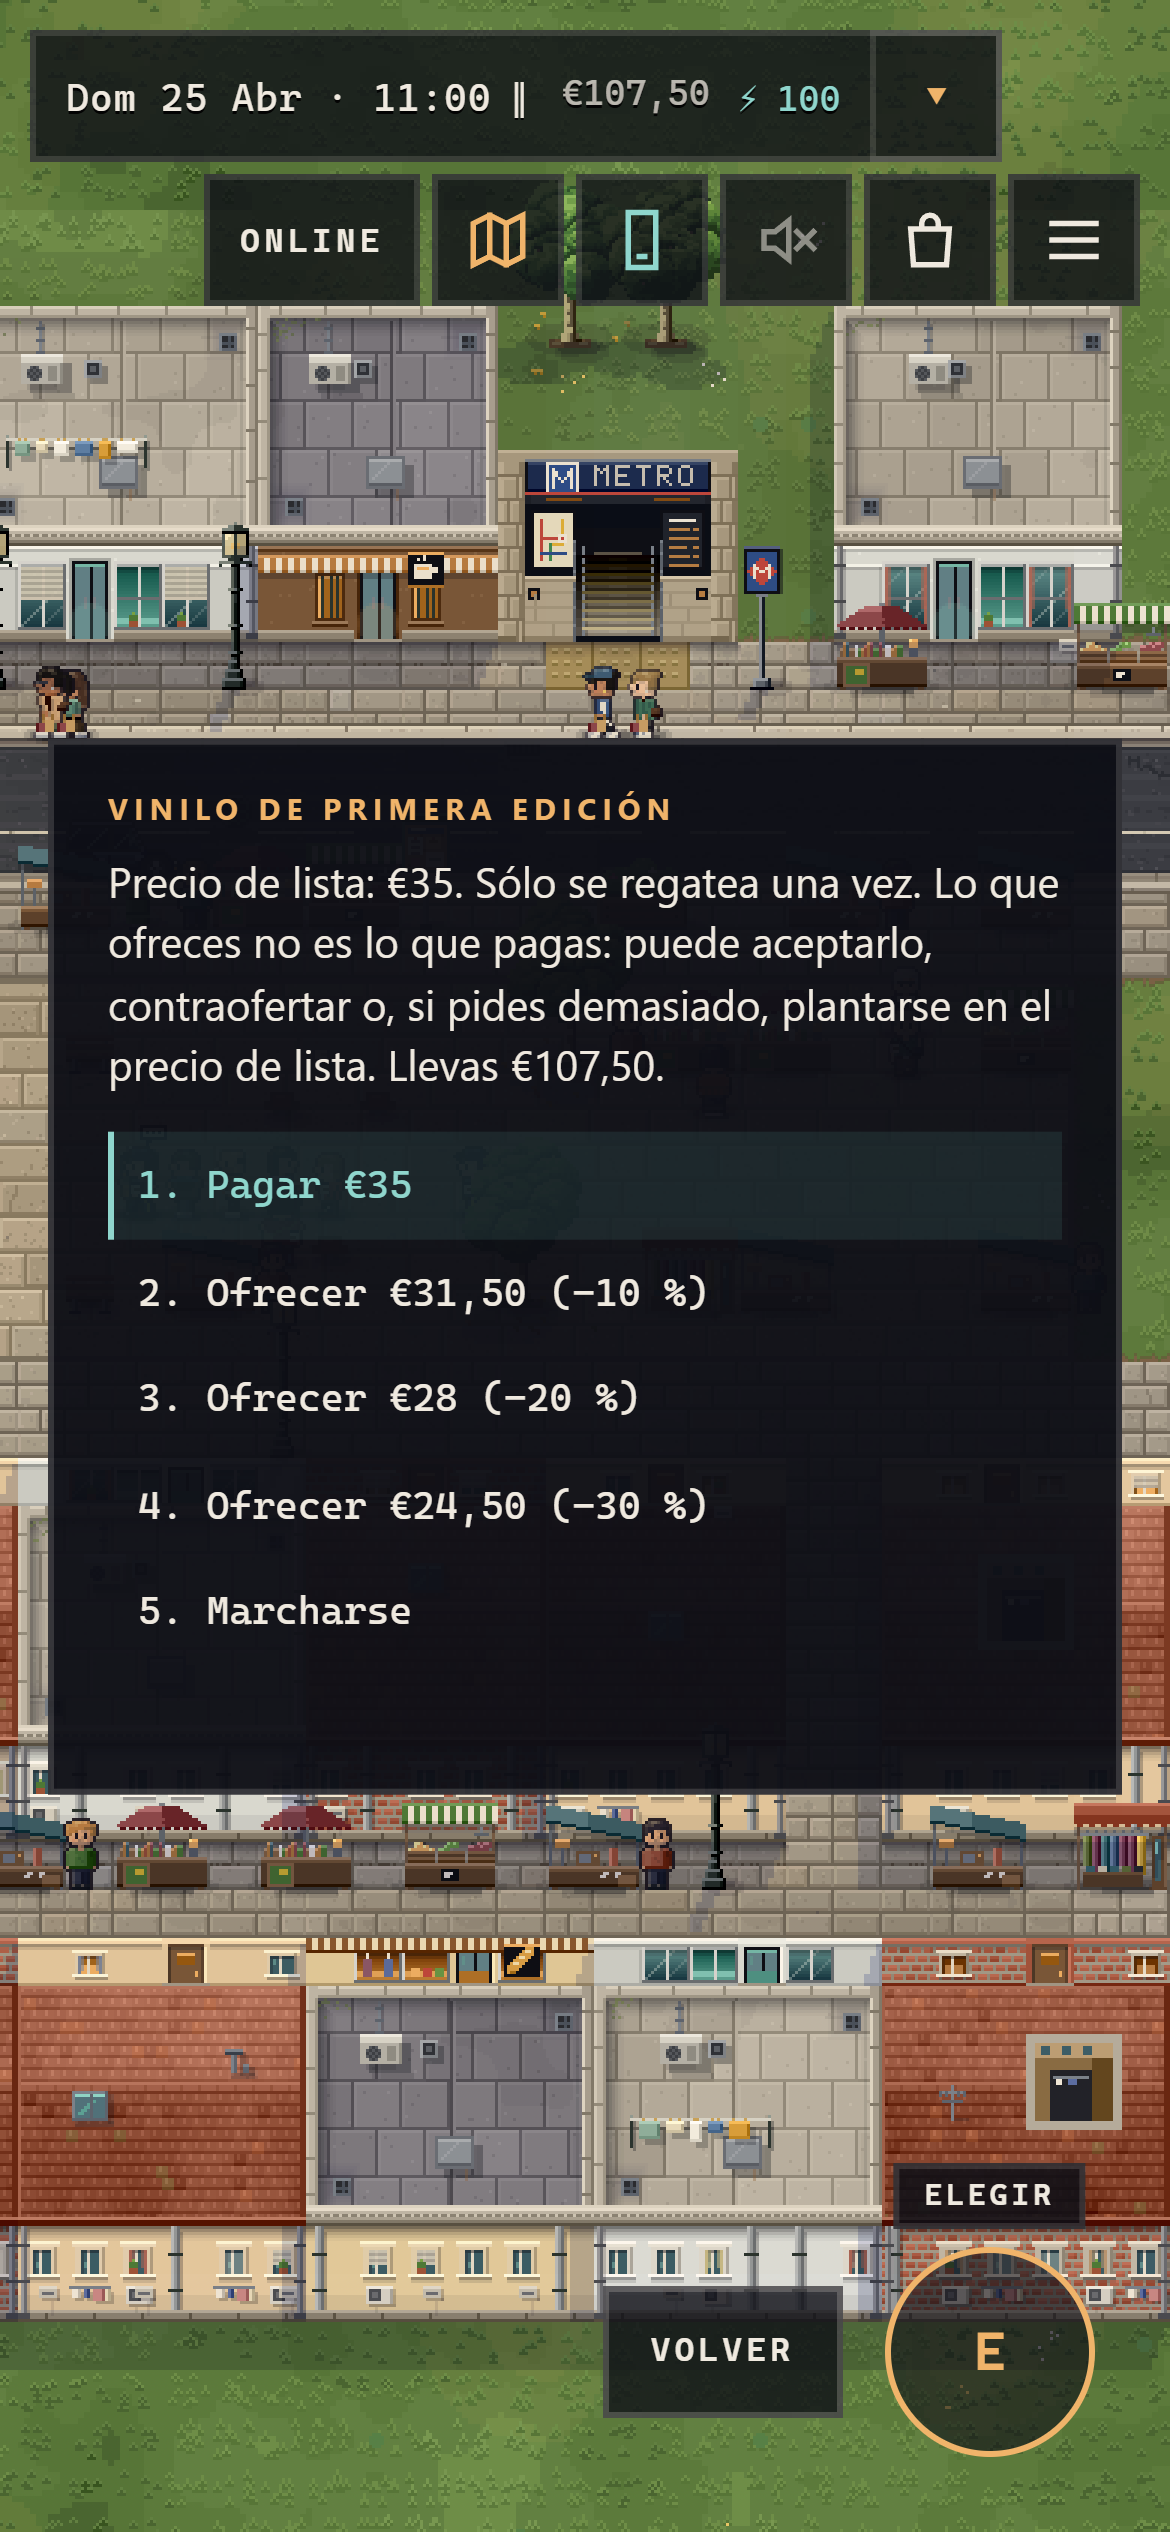 Dom 25 Abr · 11:00 ‖ €107,50 ⚡ 100 ▼
ONLINE
METRO
M
M
VINILO DE PRIMERA EDICIÓN
Precio de lista: €35. Sólo se regatea una vez. Lo que
ofreces no es lo que pagas: puede aceptarlo,
contraofertar o, si pides demasiado, plantarse en el
precio de lista. Llevas €107,50.
1. Pagar €35
2. Ofrecer €31,50 (−10 %)
3. Ofrecer €28 (−20 %)
4. Ofrecer €24,50 (−30 %)
5. Marcharse
ELEGIR
VOLVER
E